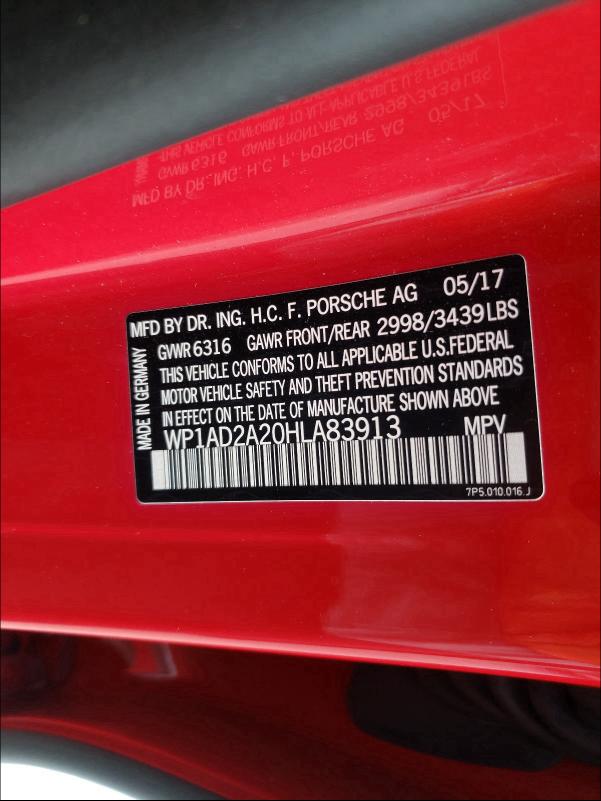 MFD BY DR. ING. H.C. F. PORSCHE AG 05/17
GVWR 6316 GAWR FRONT/REAR 2998/3439 LBS
THIS VEHICLE CONFORMS TO ALL APPLICABLE U.S.FEDERAL
MOTOR VEHICLE SAFETY AND THEFT PREVENTION STANDARDS
IN EFFECT ON THE DATE OF MANUFACTURE SHOWN ABOVE
WP1AD2A20HLA83913 MPV
MADE IN GERMANY
7P5.010.016.J